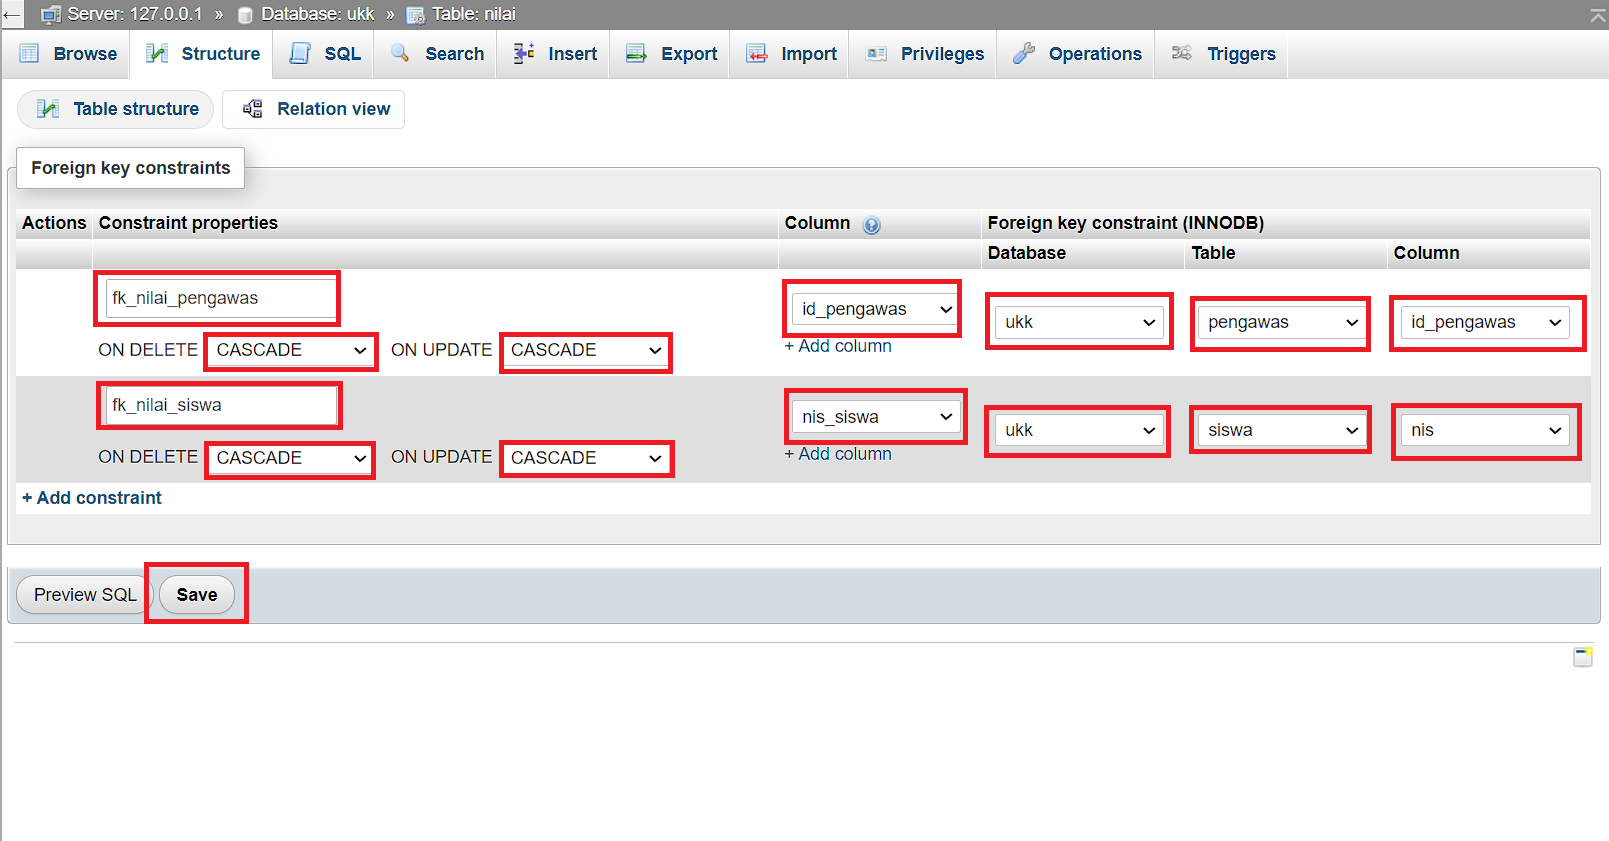 Server: 127.0.0.1 » Database: ukk » Table: nilai
Browse Structure SQL Search Insert Export Import Privileges Operations Triggers
Table structure Relation view
Foreign key constraints
Actions Constraint properties Column Foreign key constraint (INNODB)
Database Table Column
fk_nilai_pengawas id_pengawas ukk pengawas id_pengawas
ON DELETE CASCADE ON UPDATE CASCADE + Add column
fk_nilai_siswa nis_siswa ukk siswa nis
ON DELETE CASCADE ON UPDATE CASCADE + Add column
+ Add constraint
Preview SQL Save